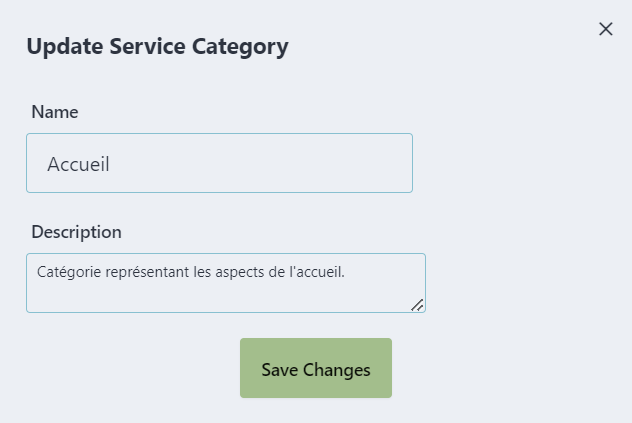 Update Service Category
Name
Accueil
Description
Catégorie représentant les aspects de l'accueil.
Save Changes